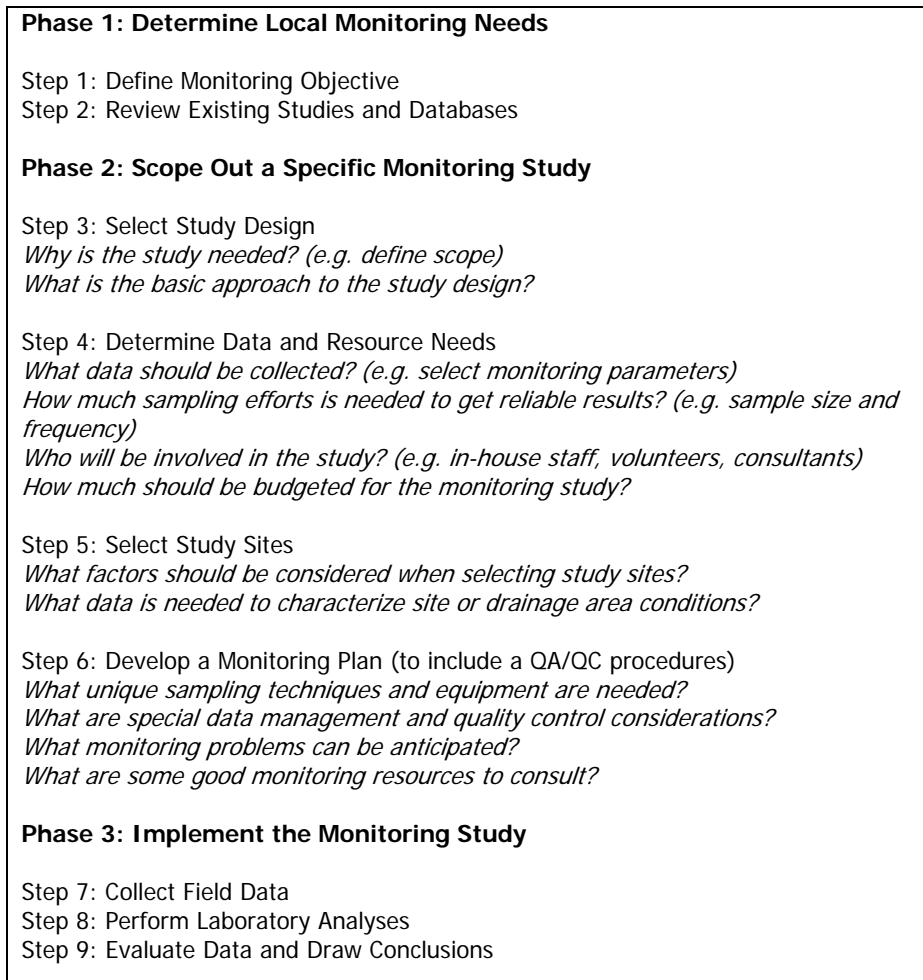 Phase 1: Determine Local Monitoring Needs
Step 1: Define Monitoring Objective
Step 2: Review Existing Studies and Databases
Phase 2: Scope Out a Specific Monitoring Study
Step 3: Select Study Design
Why is the study needed? (e.g. define scope)
What is the basic approach to the study design?
Step 4: Determine Data and Resource Needs
What data should be collected? (e.g. select monitoring parameters)
How much sampling efforts is needed to get reliable results? (e.g. sample size and
frequency)
Who will be involved in the study? (e.g. in-house staff, volunteers, consultants)
How much should be budgeted for the monitoring study?
Step 5: Select Study Sites
What factors should be considered when selecting study sites?
What data is needed to characterize site or drainage area conditions?
Step 6: Develop a Monitoring Plan (to include a QA/QC procedures)
What unique sampling techniques and equipment are needed?
What are special data management and quality control considerations?
What monitoring problems can be anticipated?
What are some good monitoring resources to consult?
Phase 3: Implement the Monitoring Study
Step 7: Collect Field Data
Step 8: Perform Laboratory Analyses
Step 9: Evaluate Data and Draw Conclusions